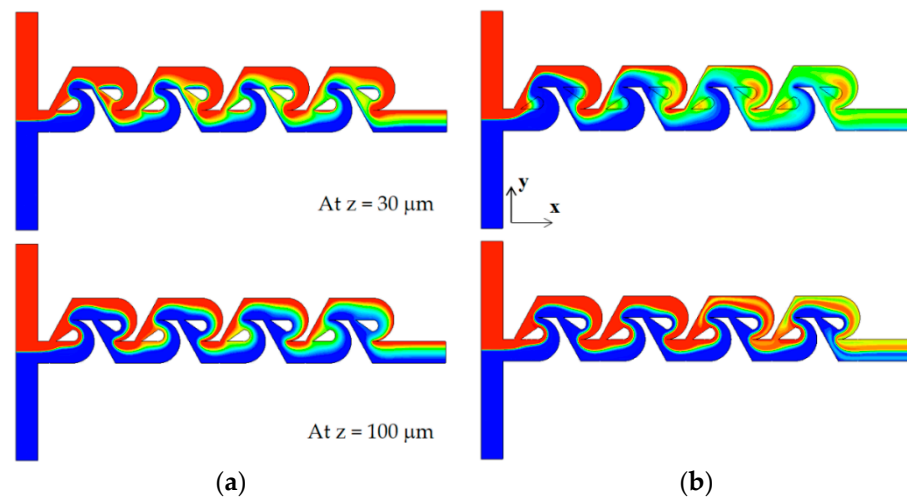 At z = 30 μm
y
x
At z = 100 μm
(a)
(b)